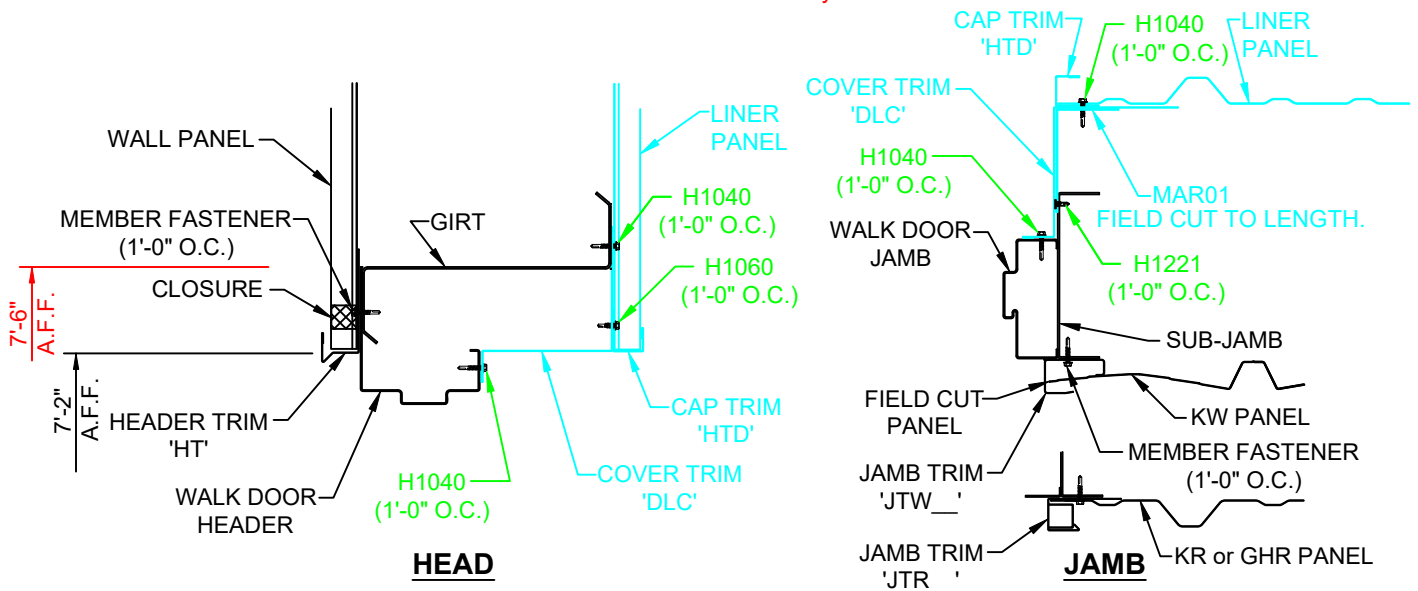 WALL PANEL
MEMBER FASTENER
(1'-0" O.C.)
CLOSURE
7'-6"
A.F.F.
7'-2"
A.F.F.
HEADER TRIM
'HT'
WALK DOOR
HEADER
GIRT
LINER
PANEL
H1040
(1'-0" O.C.)
H1060
(1'-0" O.C.)
CAP TRIM
'HTD'
COVER TRIM
'DLC'
H1040
(1'-0" O.C.)
HEAD
CAP TRIM
'HTD'
H1040
(1'-0" O.C.)
LINER
PANEL
COVER TRIM
'DLC'
H1040
(1'-0" O.C.)
MAR01
FIELD CUT TO LENGTH.
WALK DOOR
JAMB
H1221
(1'-0" O.C.)
SUB-JAMB
FIELD CUT
PANEL
KW PANEL
MEMBER FASTENER
(1'-0" O.C.)
JAMB TRIM
'JTW__'
JAMB TRIM
'JTR '
KR or GHR PANEL
JAMB